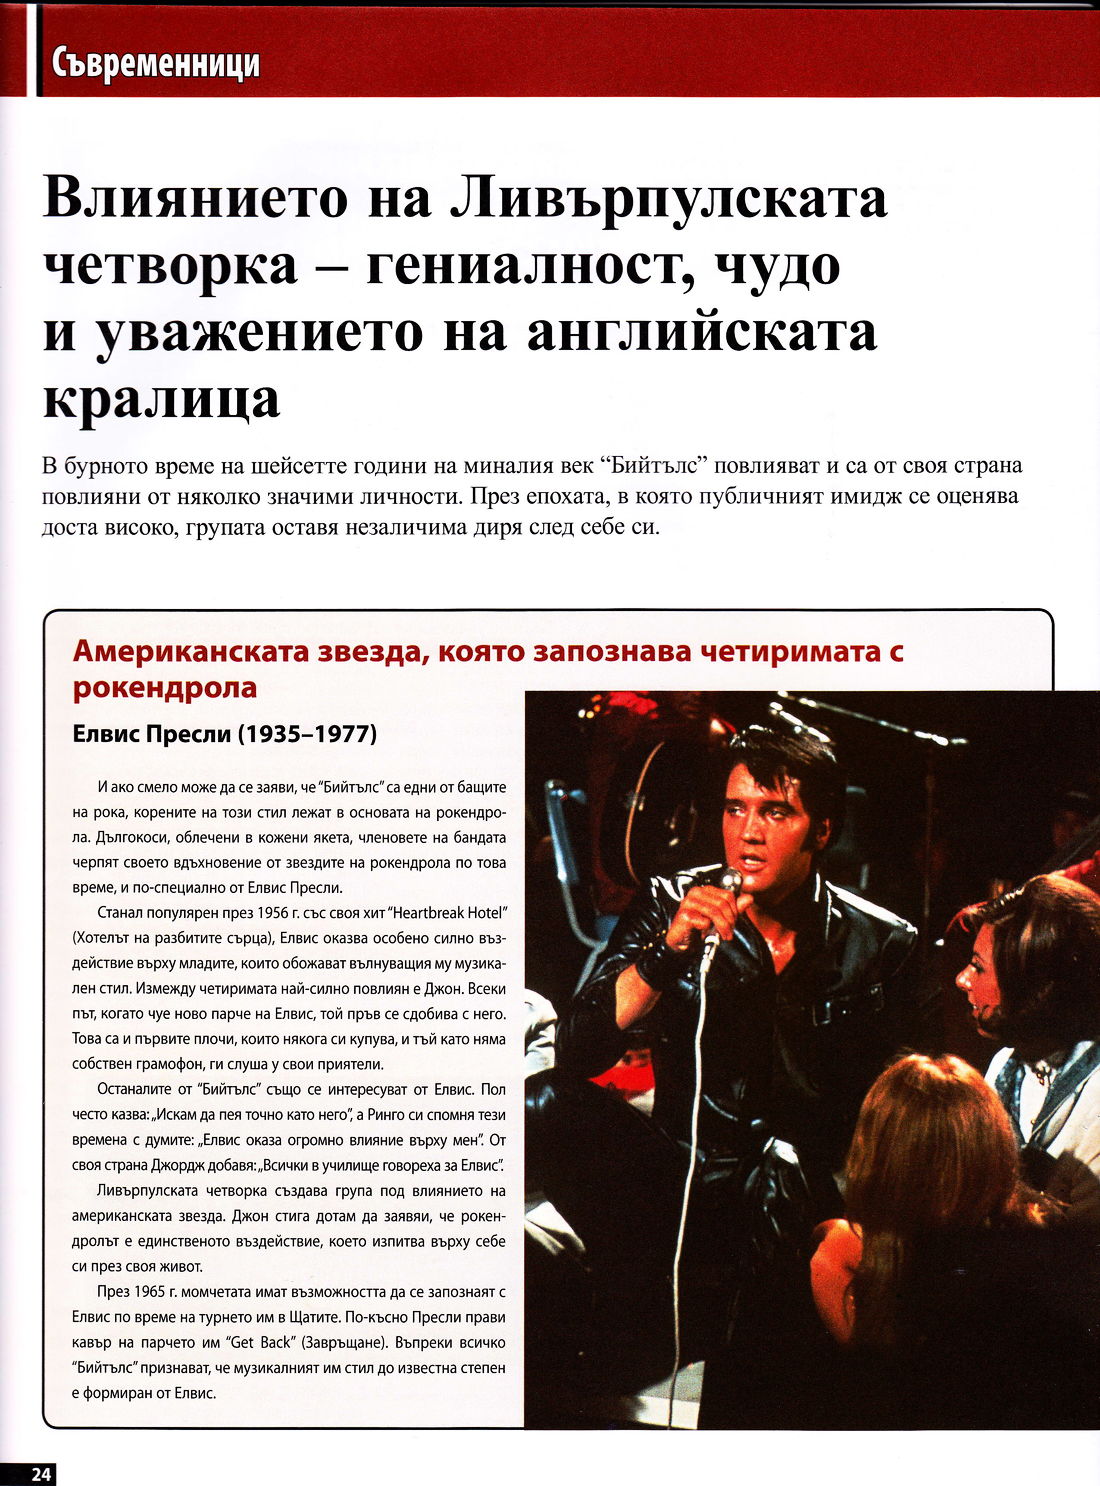 Съвременници
Влиянието на Ливърпулската
четворка – гениалност, чудо
и уважението на английската
кралица
В бурното време на шейсетте години на миналия век “Бийтълс” повлияват и са от своя страна
повлияни от няколко значими личности. През епохата, в която публичният имидж се оценява
доста високо, групата оставя незаличима диря след себе си.
Американската звезда, която запознава четиримата с
рокендрола
Елвис Пресли (1935–1977)
И ако смело може да се заяви, че “Бийтълс” са едни от бащите
на рока, корените на този стил лежат в основата на рокендро-
ла. Дългокоси, облечени в кожени якета, членовете на бандата
черпят своето вдъхновение от звездите на рокендрола по това
време, и по-специално от Елвис Пресли.
Станал популярен през 1956 г. със своя хит “Heartbreak Hotel”
(Хотелът на разбитите сърца), Елвис оказва особено силно въз-
действие върху младите, които обожават вълнуващия му музика-
лен стил. Измежду четиримата най-силно повлиян е Джон. Всеки
път, когато чуе ново парче на Елвис, той пръв се сдобива с него.
Това са и първите плочи, които някога си купува, и тъй като няма
собствен грамофон, ги слуша у свои приятели.
Останалите от “Бийтълс” също се интересуват от Елвис. Пол
често казва: „Искам да пея точно като него”, а Ринго си спомня тези
времена с думите: „Елвис оказа огромно влияние върху мен”. От
своя страна Джордж добавя: „Всички в училище говореха за Елвис”.
Ливърпулската четворка създава група под влиянието на
американската звезда. Джон стига дотам да заявяи, че рокен-
дролът е единственото въздействие, което изпитва върху себе
си през своя живот.
През 1965 г. момчетата имат възможността да се запознаят с
Елвис по време на турнето им в Щатите. По-късно Пресли прави
кавър на парчето им “Get Back” (Завръщане). Въпреки всичко
“Бийтълс” признават, че музикалният им стил до известна степен
е формиран от Елвис.
24